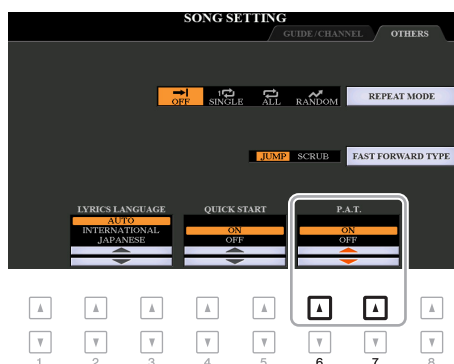 SONG SETTING
GUIDE/CHANNEL OTHERS
OFF SINGLE ALL RANDOM REPEAT MODE
JUMP SCRUB FAST FORWARD TYPE
LYRICS LANGUAGE QUICK START P.A.T.
AUTO
INTERNATIONAL ON ON
JAPANESE OFF OFF
1 2 3 4 5 6 7 8